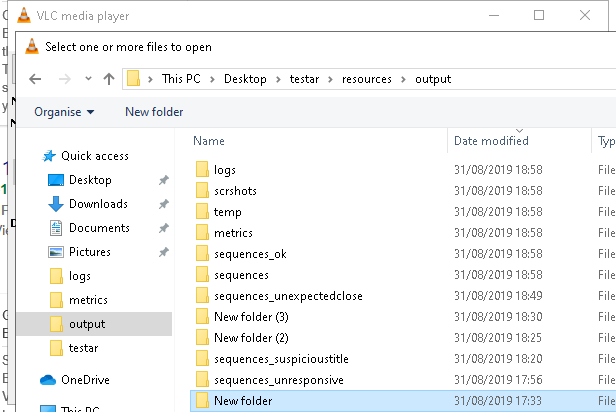 VLC media player
Select one or more files to open
This PC > Desktop > testar > resources > output
Organise New folder
Name Date modified Typ
Quick access
Desktop
Downloads
Documents
Pictures
logs
metrics
output
testar
OneDrive
This PC
logs 31/08/2019 18:58 File
scrshots 31/08/2019 18:58 File
temp 31/08/2019 18:58 File
metrics 31/08/2019 18:58 File
sequences_ok 31/08/2019 18:58 File
sequences 31/08/2019 18:58 File
sequences_unexpectedclose 31/08/2019 18:49 File
New folder (3) 31/08/2019 18:30 File
New folder (2) 31/08/2019 18:25 File
sequences_suspicioustitle 31/08/2019 18:20 File
sequences_unresponsive 31/08/2019 17:56 File
New folder 31/08/2019 17:33 File